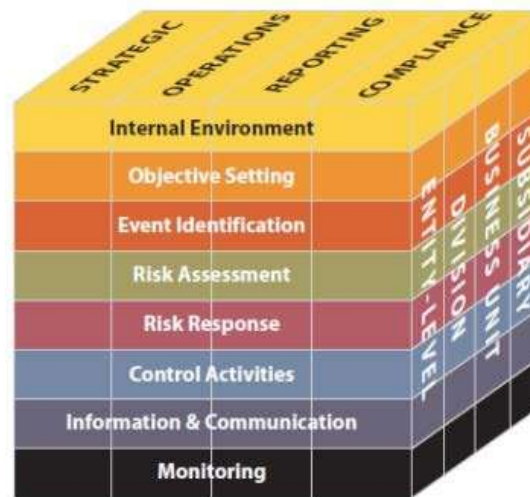 STRATEGIC
OPERATIONS
REPORTING
COMPLIANCE
Internal Environment
Objective Setting
Event Identification
Risk Assessment
Risk Response
Control Activities
Information & Communication
Monitoring
ENTITY-LEVEL
DIVISION
BUSINESS UNIT
SUBSIDIARY